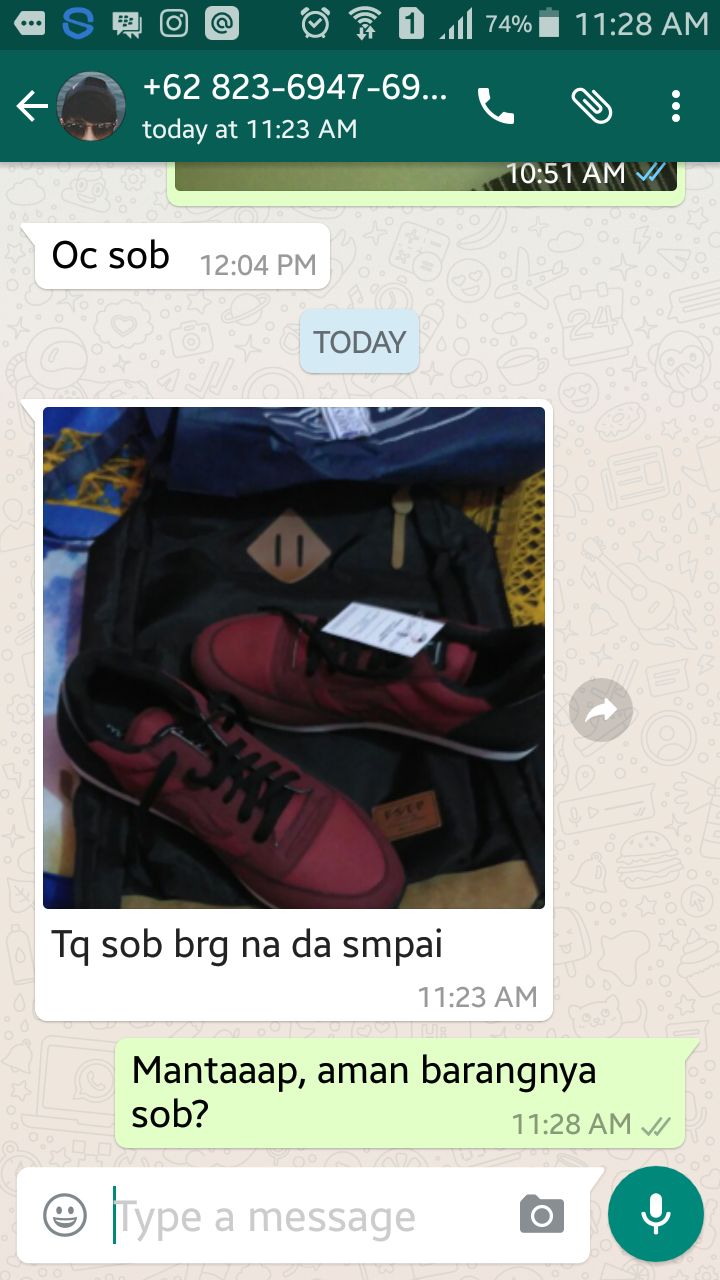 74% 11:28 AM
+62 823-6947-69...
today at 11:23 AM
10:51 AM
Oc sob 12:04 PM
TODAY
Tq sob brg na da smpai
11:23 AM
Mantaaap, aman barangnya
sob?
11:28 AM
Type a message